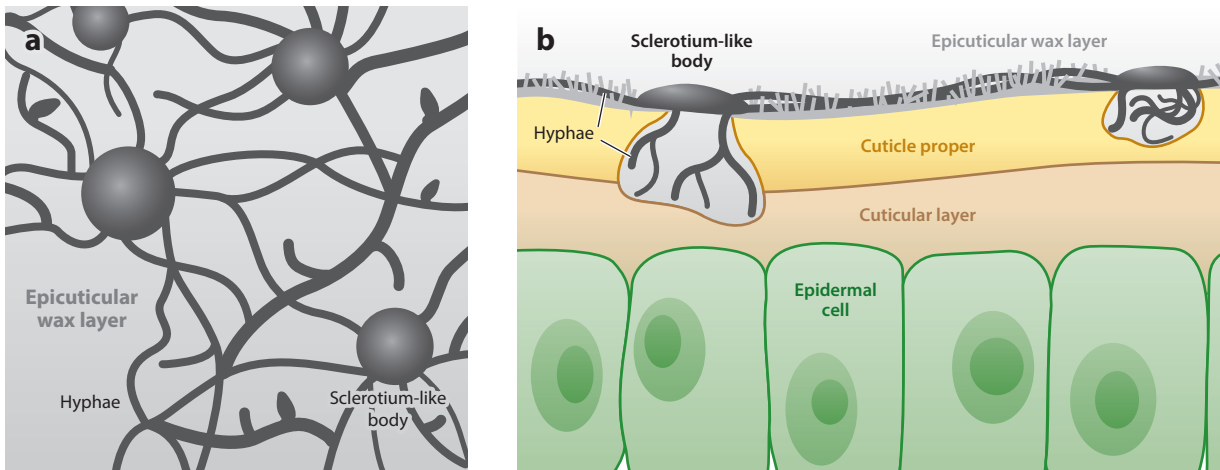 a
Epicuticular
wax layer
Hyphae
Sclerotium-like
body
b
Sclerotium-like
body
Epicuticular wax layer
Hyphae
Cuticle proper
Cuticular layer
Epidermal
cell